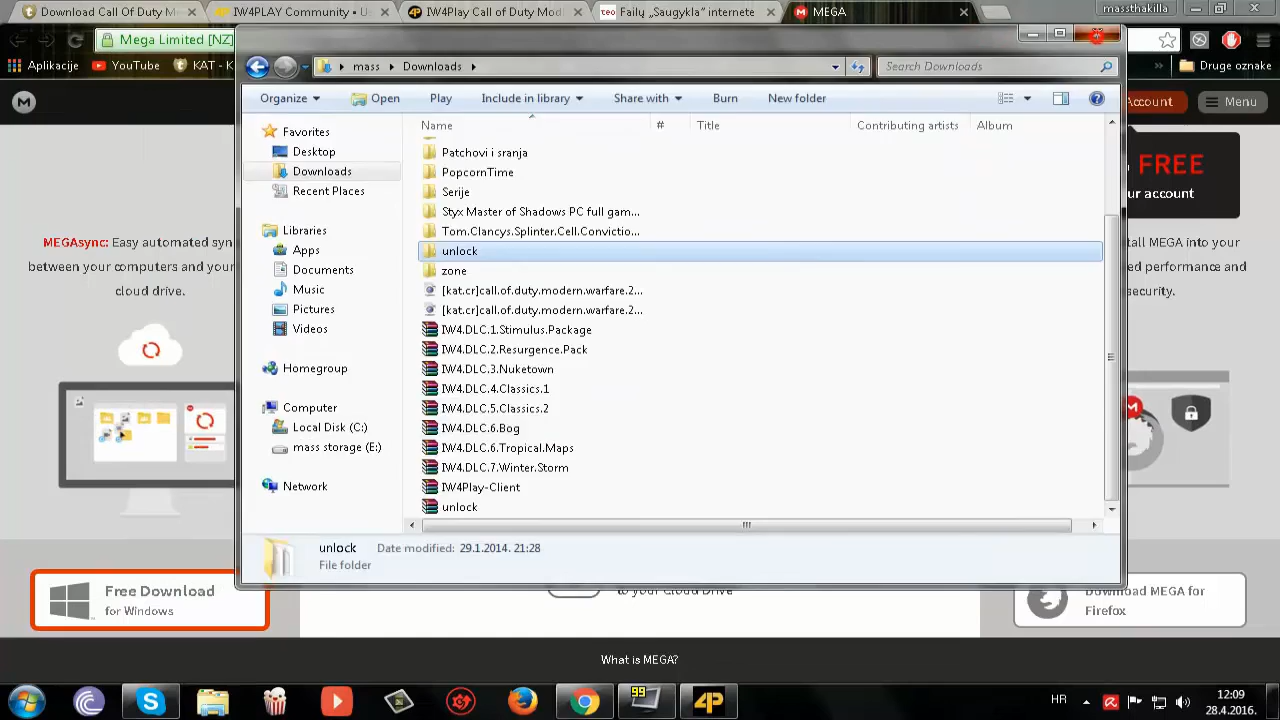 Download Call Of Duty M
IW4PLAY Community • U
IW4Play Call of Duty Mod
teo Failų „Saugykla" internete
MEGA
massthakilla
Mega Limited [NZ]
Aplikacije
YouTube
KAT - K
Druge oznake
mass
Downloads
Search Downloads
Organize
Open
Play
Include in library
Share with
Burn
New folder
Account
Menu
Name
#
Title
Contributing artists
Album
Favorites
Desktop
Downloads
Recent Places
Libraries
Apps
Documents
Music
Pictures
Videos
Homegroup
Computer
Local Disk (C:)
mass storage (E:)
Network
Patchovi i sranja
Serije
Styx Master of Shadows PC full gam...
Tom.Clancys.Splinter.Cell.Convictio...
unlock
zone
[kat.cr]call.of.duty.modern.warfare.2...
[kat.cr]call.of.duty.modern.warfare.2...
IW4.DLC.1.Stimulus.Package
IW4.DLC.2.Resurgence.Pack
IW4.DLC.3.Nuketown
IW4.DLC.4.Classics.1
IW4.DLC.5.Classics.2
IW4.DLC.6.Bog
IW4.DLC.6.Tropical.Maps
IW4.DLC.7.Winter.Storm
IW4Play-Client
unlock
unlock
Date modified: 29.1.2014. 21:28
File folder
FREE
ur account
MEGAsync: Easy automated syn
between your computers and your
cloud drive.
tall MEGA into your
ed performance and
security.
Free Download
for Windows
to your Cloud Drive
Download MEGA for
Firefox
What is MEGA?
99
4P
HR
12:09
28.4.2016.